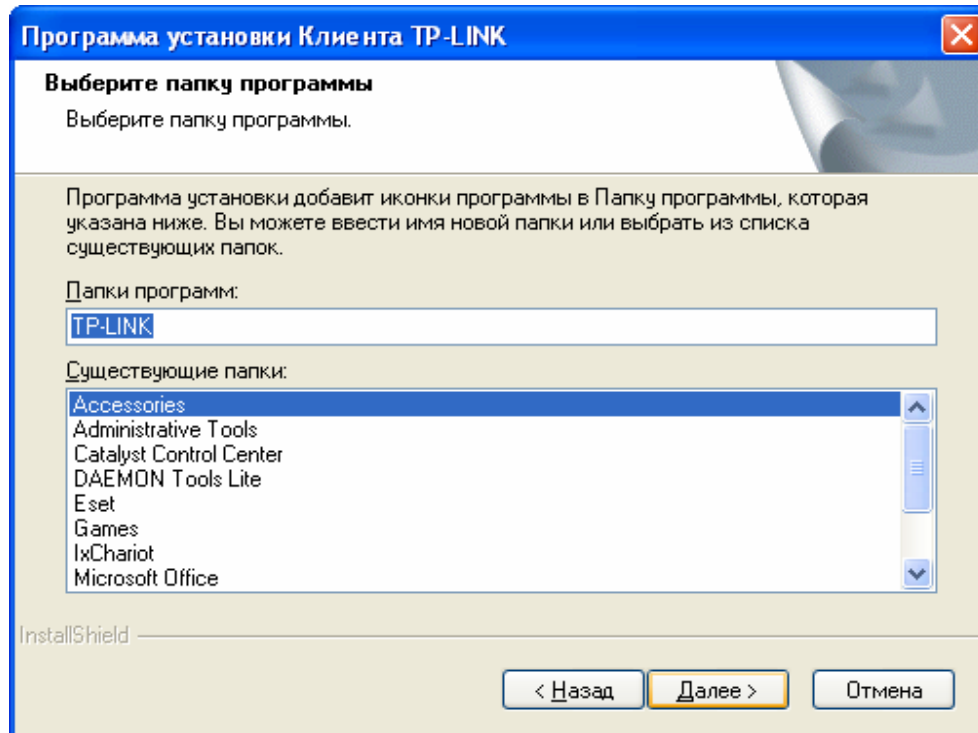 Программа установки Клиента TP-LINK
Выберите папку программы
Выберите папку программы.
Программа установки добавит иконки программы в Папку программы, которая
указана ниже. Вы можете ввести имя новой папки или выбрать из списка
существующих папок.
Папки программ:
TP-LINK
Существующие папки:
Accessories
Administrative Tools
Catalyst Control Center
DAEMON Tools Lite
Eset
Games
IxChariot
Microsoft Office
InstallShield
< Назад
Далее >
Отмена